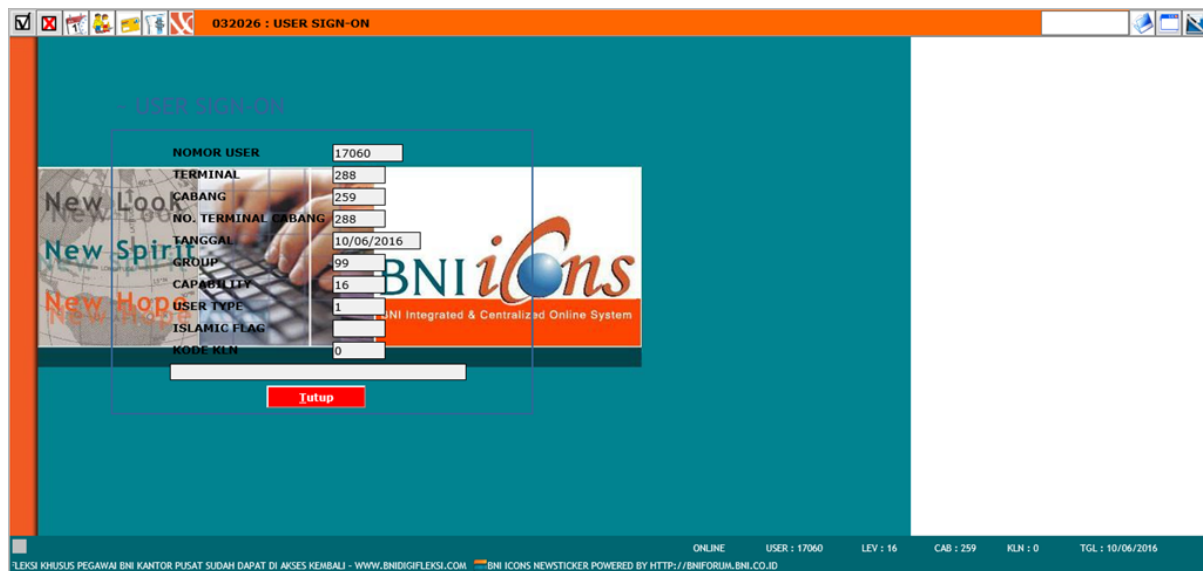 032026 : USER SIGN-ON
- USER SIGN-ON
NOMOR USER 17060
TERMINAL 288
CABANG 259
NO. TERMINAL CABANG 288
TANGGAL 10/06/2016
GROUP 99
CAPABILITY 16
USER TYPE 1
ISLAMIC FLAG
KODE KLN 0
Tutup
New Look
New Spirit
New Hope
BNI icons
BNI Integrated & Centralized Online System
ONLINE USER : 17060 LEV : 16 CAB : 259 KLN : 0 TGL : 10/06/2016
FLEKSI KHUSUS PEGAWAI BNI KANTOR PUSAT SUDAH DAPAT DI AKSES KEMBALI - WWW.BNIDIGIFLEKSI.COM BNI ICONS NEWSTICKER POWERED BY HTTP://BNIFORUM.BNI.CO.ID